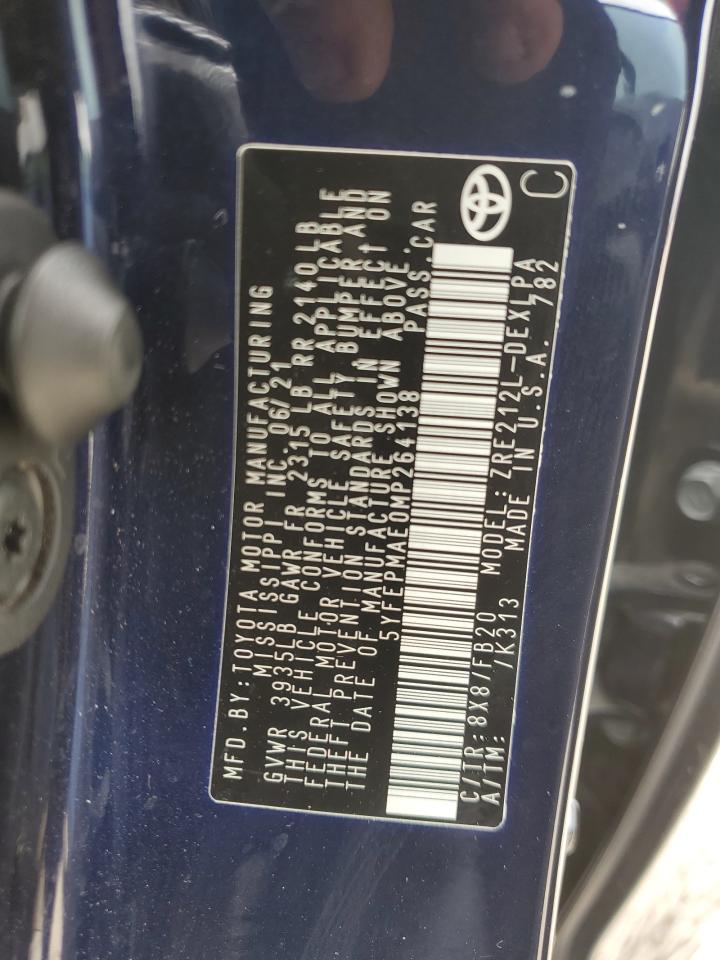 MFD.BY:TOYOTA MOTOR MANUFACTURING
MISSISSIPPI INC. 06/21
GVWR 3935LB GAWR FR 2315 LB RR 2140 LB
THIS VEHICLE CONFORMS TO ALL APPLICABLE
FEDERAL MOTOR VEHICLE SAFETY BUMPER AND
THEFT PREVENTION STANDARDS IN EFFECT ON
THE DATE OF MANUFACTURE SHOWN ABOVE.
5YFEPMAE0MP264138 PASS.CAR
C/TR:8X8/FB20 MODEL:ZRE212L-DEXLPA
A/TM: /K313 MADE IN U.S.A. 782
C